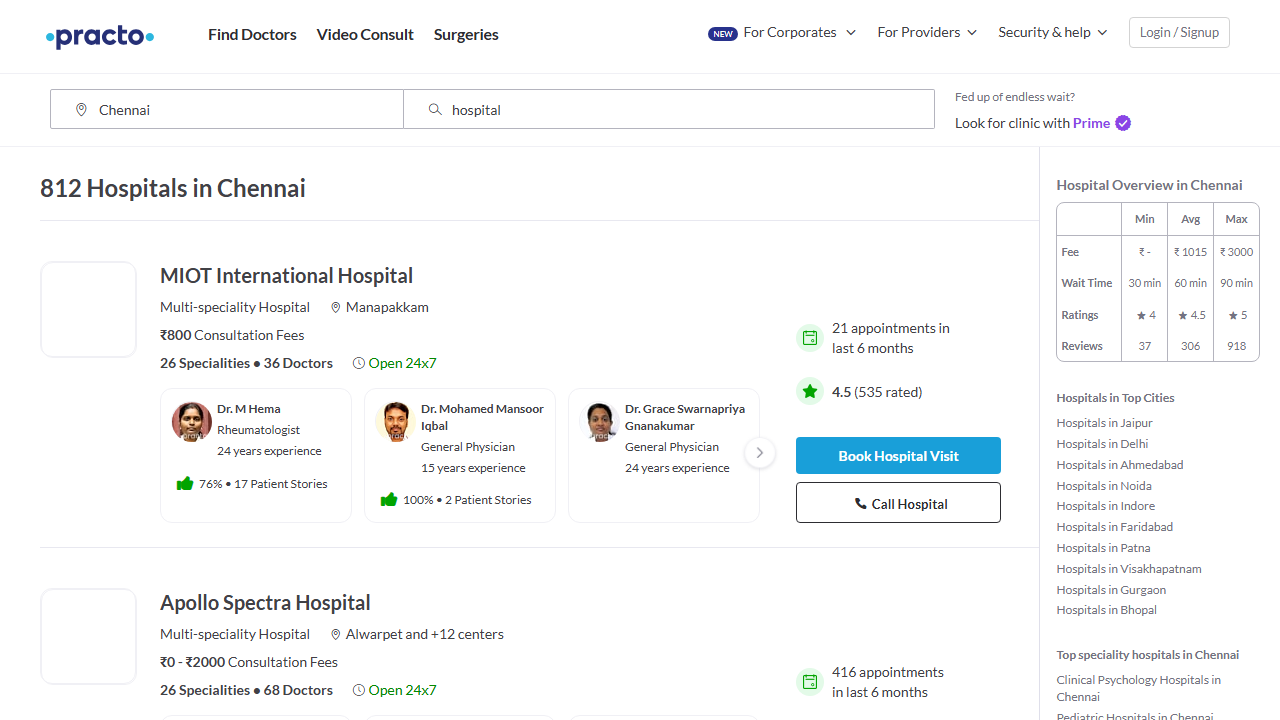 practo
Find Doctors
Video Consult
Surgeries
NEW For Corporates
For Providers
Security & help
Login / Signup
Chennai
hospital
Fed up of endless wait?
Look for clinic with Prime
812 Hospitals in Chennai
MIOT International Hospital
Multi-speciality Hospital
Manapakkam
₹800 Consultation Fees
26 Specialities ● 36 Doctors
Open 24x7
Dr. M Hema
Rheumatologist
24 years experience
76% • 17 Patient Stories
Dr. Mohamed Mansoor
Iqbal
General Physician
15 years experience
100% • 2 Patient Stories
Dr. Grace Swarnapriya
Gnanakumar
General Physician
24 years experience
21 appointments in
last 6 months
4.5 (535 rated)
Book Hospital Visit
Call Hospital
Apollo Spectra Hospital
Multi-speciality Hospital
Alwarpet and +12 centers
₹0 - ₹2000 Consultation Fees
26 Specialities ● 68 Doctors
Open 24x7
416 appointments
in last 6 months
Hospital Overview in Chennai
Min Avg Max
Fee ₹ - ₹ 1015 ₹ 3000
Wait Time 30 min 60 min 90 min
Ratings ★ 4 ★ 4.5 ★ 5
Reviews 37 306 918
Hospitals in Top Cities
Hospitals in Jaipur
Hospitals in Delhi
Hospitals in Ahmedabad
Hospitals in Noida
Hospitals in Indore
Hospitals in Faridabad
Hospitals in Patna
Hospitals in Visakhapatnam
Hospitals in Gurgaon
Hospitals in Bhopal
Top speciality hospitals in Chennai
Clinical Psychology Hospitals in
Chennai
Pediatric Hospitals in Chennai